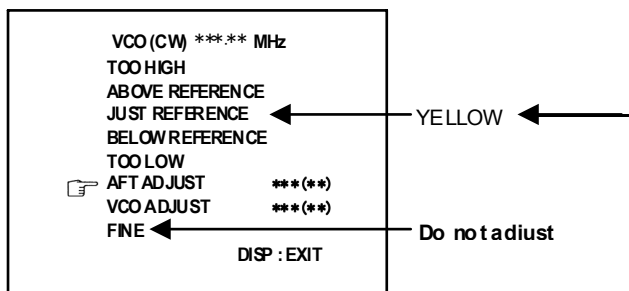 VCO (CW) ***.** MHz
TOO HIGH
ABOVE REFERENCE
JUST REFERENCE
YELLOW
BELOW REFERENCE
TOO LOW
AFT ADJUST ***(**)
VCO ADJUST ***(**)
FINE
Do not adiust
DISP : EXIT